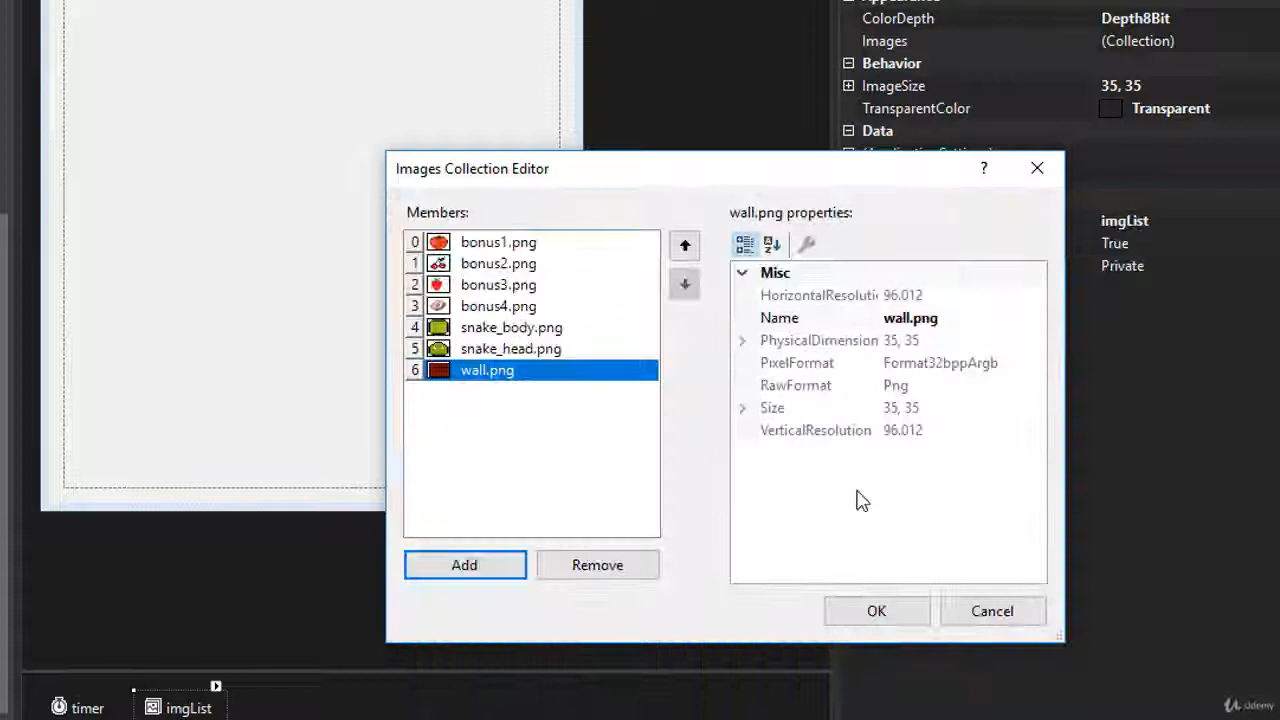 ColorDepth Depth8Bit
Images (Collection)
Behavior
ImageSize 35, 35
TransparentColor Transparent
Data
Images Collection Editor ?
Members: wall.png properties:
0 bonus1.png
1 bonus2.png
2 bonus3.png
3 bonus4.png
4 snake_body.png
5 snake_head.png
6 wall.png
Misc
HorizontalResoluti 96.012
Name wall.png
PhysicalDimension 35, 35
PixelFormat Format32bppArgb
RawFormat Png
Size 35, 35
VerticalResolution 96.012
imgList
True
Private
Add Remove
OK Cancel
timer imgList
Udemy